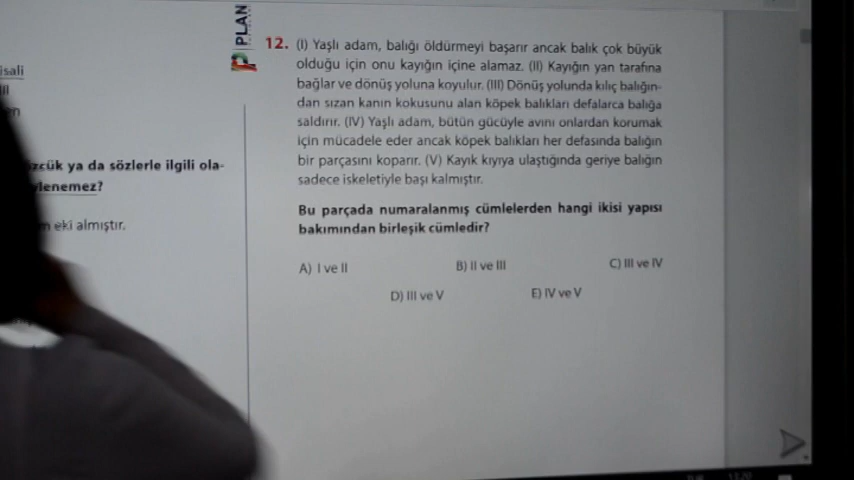 PLAN
isali
zcük ya da sözlerle ilgili ola-
ylenemez?
eki almıştır.
12. (I) Yaşlı adam, balığı öldürmeyi başarır ancak balık çok büyük
olduğu için onu kayığın içine alamaz. (II) Kayığın yan tarafına
bağlar ve dönüş yoluna koyulur. (III) Dönüş yolunda kılıç balığın-
dan sızan kanın kokusunu alan köpek balıkları defalarca balığa
saldırır. (IV) Yaşlı adam, bütün gücüyle avını onlardan korumak
için mücadele eder ancak köpek balıkları her defasında balığın
bir parçasını koparır. (V) Kayık kıyıya ulaştığında geriye balığın
sadece iskeletiyle başı kalmıştır.
Bu parçada numaralanmış cümlelerden hangi ikisi yapısı
bakımından birleşik cümledir?
A) I ve II B) II ve III C) III ve IV
D) III ve V E) IV ve V